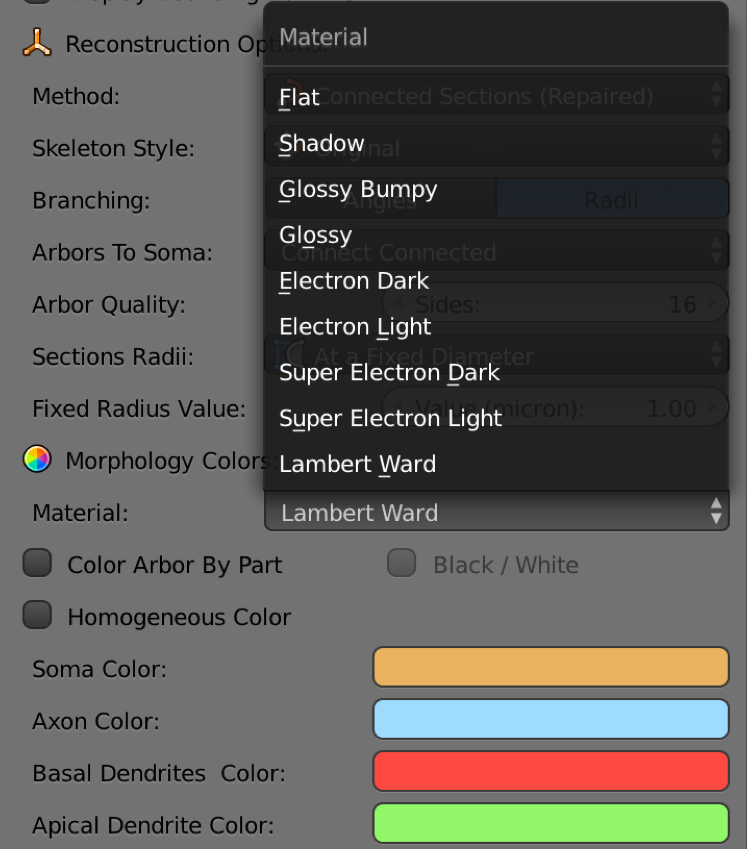 Reconstruction Options:
Material
Method: Connected Sections (Repaired)
Flat
Skeleton Style: Original
Shadow
Branching: Angles Radii
Glossy Bumpy
Arbors To Soma: Connect Connected
Glossy
Arbor Quality: Sides: 16
Electron Dark
Sections Radii: At a Fixed Diameter
Electron Light
Super Electron Dark
Fixed Radius Value: Value (micron): 1.00
Super Electron Light
Morphology Colors:
Lambert Ward
Material: Lambert Ward
Color Arbor By Part Black / White
Homogeneous Color
Soma Color:
Axon Color:
Basal Dendrites Color:
Apical Dendrite Color: